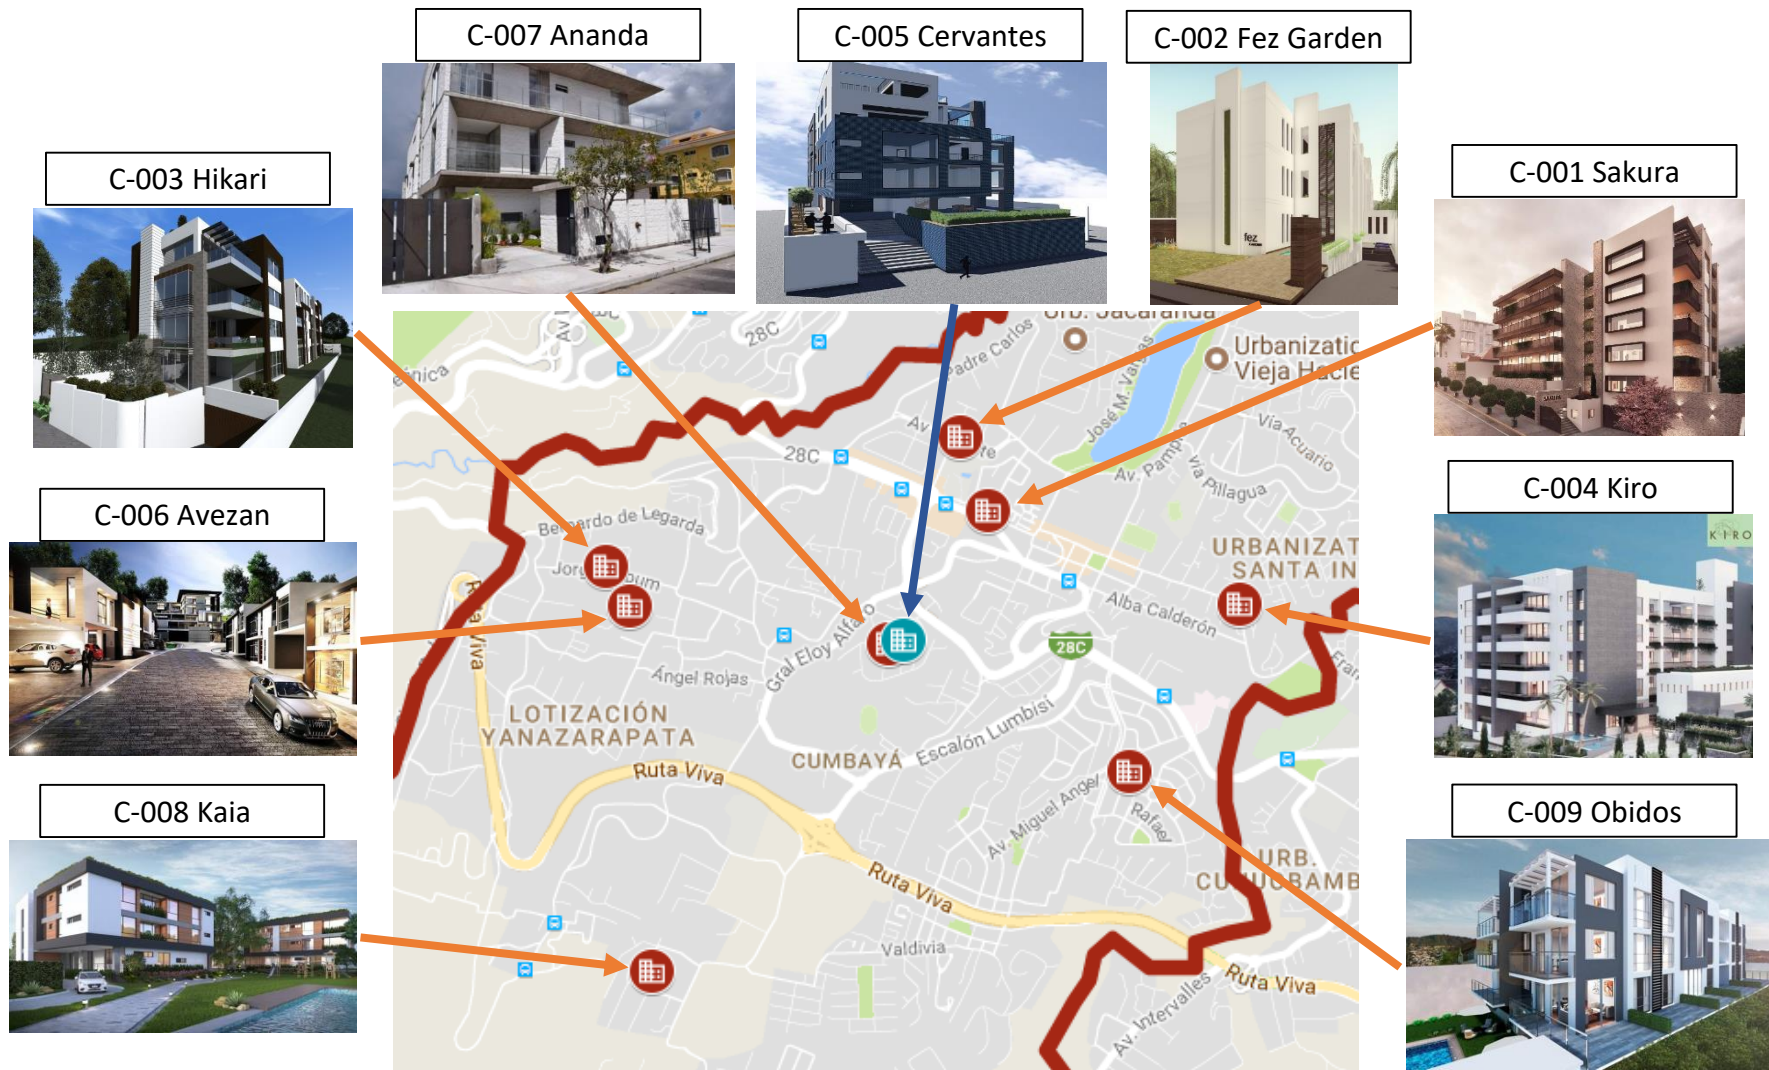 C-007 Ananda
C-005 Cervantes
C-002 Fez Garden
C-003 Hikari
C-001 Sakura
fez
SAKURA
C-006 Avezan
C-004 Kiro
KIRO
C-008 Kaia
C-009 Obidos
Urb. Jacaranda
28C
Padre Carlos
Urbanizatic
Vieja Hacie
José M. Vargas
Vía Acuario
28C
Av. Pampite
Vía Pillagua
Bernardo de Legarda
URBANIZAT
SANTA IN
Alba Calderón
28C
Gral Eloy Alfaro
Ruta Viva
Ángel Rojas
LOTIZACIÓN
YANAZARAPATA
Escalón Lumbisí
CUMBAYÁ
Ruta Viva
Av. Miguel Angel
Rafael
URB.
Ruta Viva
Valdivia
Ruta Viva
Av. Intervalles